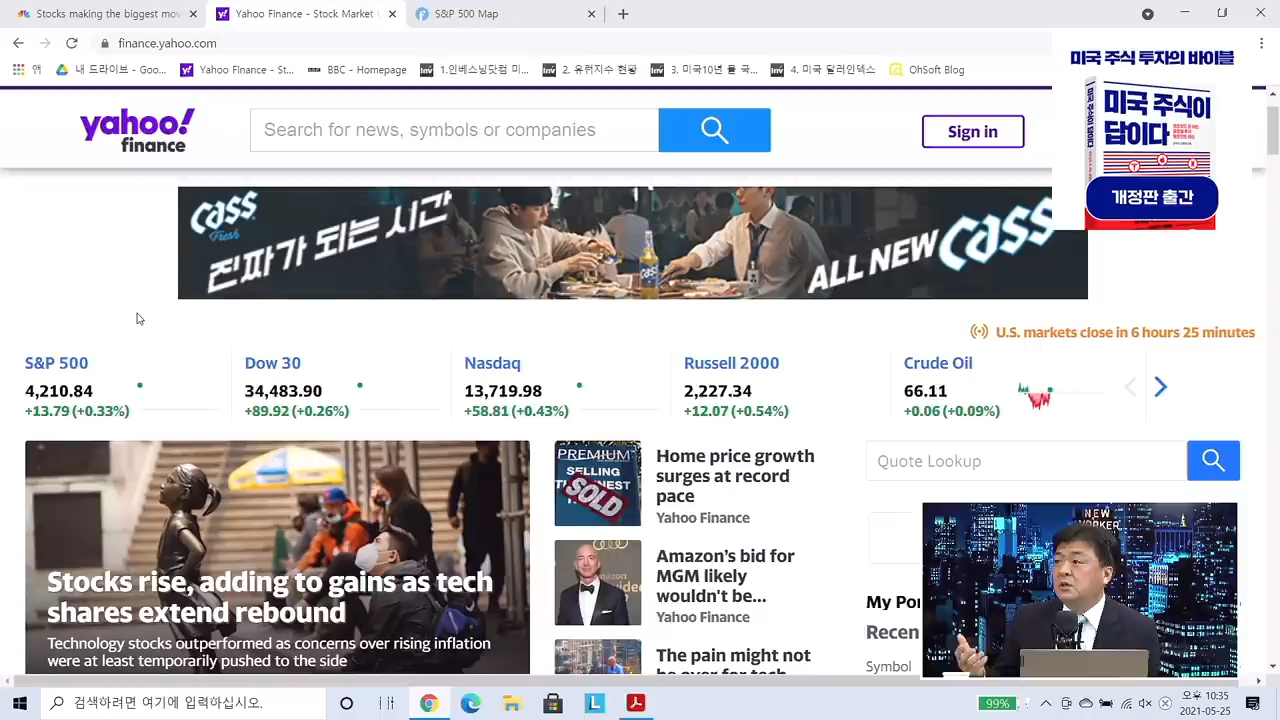 Stocks making the biggest mov
Yahoo Finance - Stock Market
S&P 500 Map
finance.yahoo.com
앱
내 드라이브 - Goo...
Yahoo Finance - St...
BBC - Homepage
2. 유런지수 현황
3. 미국10년 물 국...
4. 미국 달러인덱스
OhSoft Blog
미국 주식 투자의 바이블
미국 주식이
답이다
개정판 출간
yahoo!
finance
Search for news, symbols or companies
Sign in
cass
Fresh
진짜가 되는 시간
ALL NEW cass
U.S. markets close in 6 hours 25 minutes
S&P 500
4,210.84
+13.79 (+0.33%)
Dow 30
34,483.90
+89.92 (+0.26%)
Nasdaq
13,719.98
+58.81 (+0.43%)
Russell 2000
2,227.34
+12.07 (+0.54%)
Crude Oil
66.11
+0.06 (+0.09%)
Stocks rise, adding to gains as tech
shares extend rebound
Technology stocks outperformed as concerns over rising inflation
were at least temporarily pushed to the side
PREMIUM
SELLING
SOLD
Home price growth
surges at record
pace
Yahoo Finance
Amazon's bid for
MGM likely
wouldn't be...
Yahoo Finance
The pain might not
be over for tech
Quote Lookup
NEW
YORKER
My Por
Recen
Symbol
검색하려면 여기에 입력하십시오.
99%
오후 10:35
2021-05-25